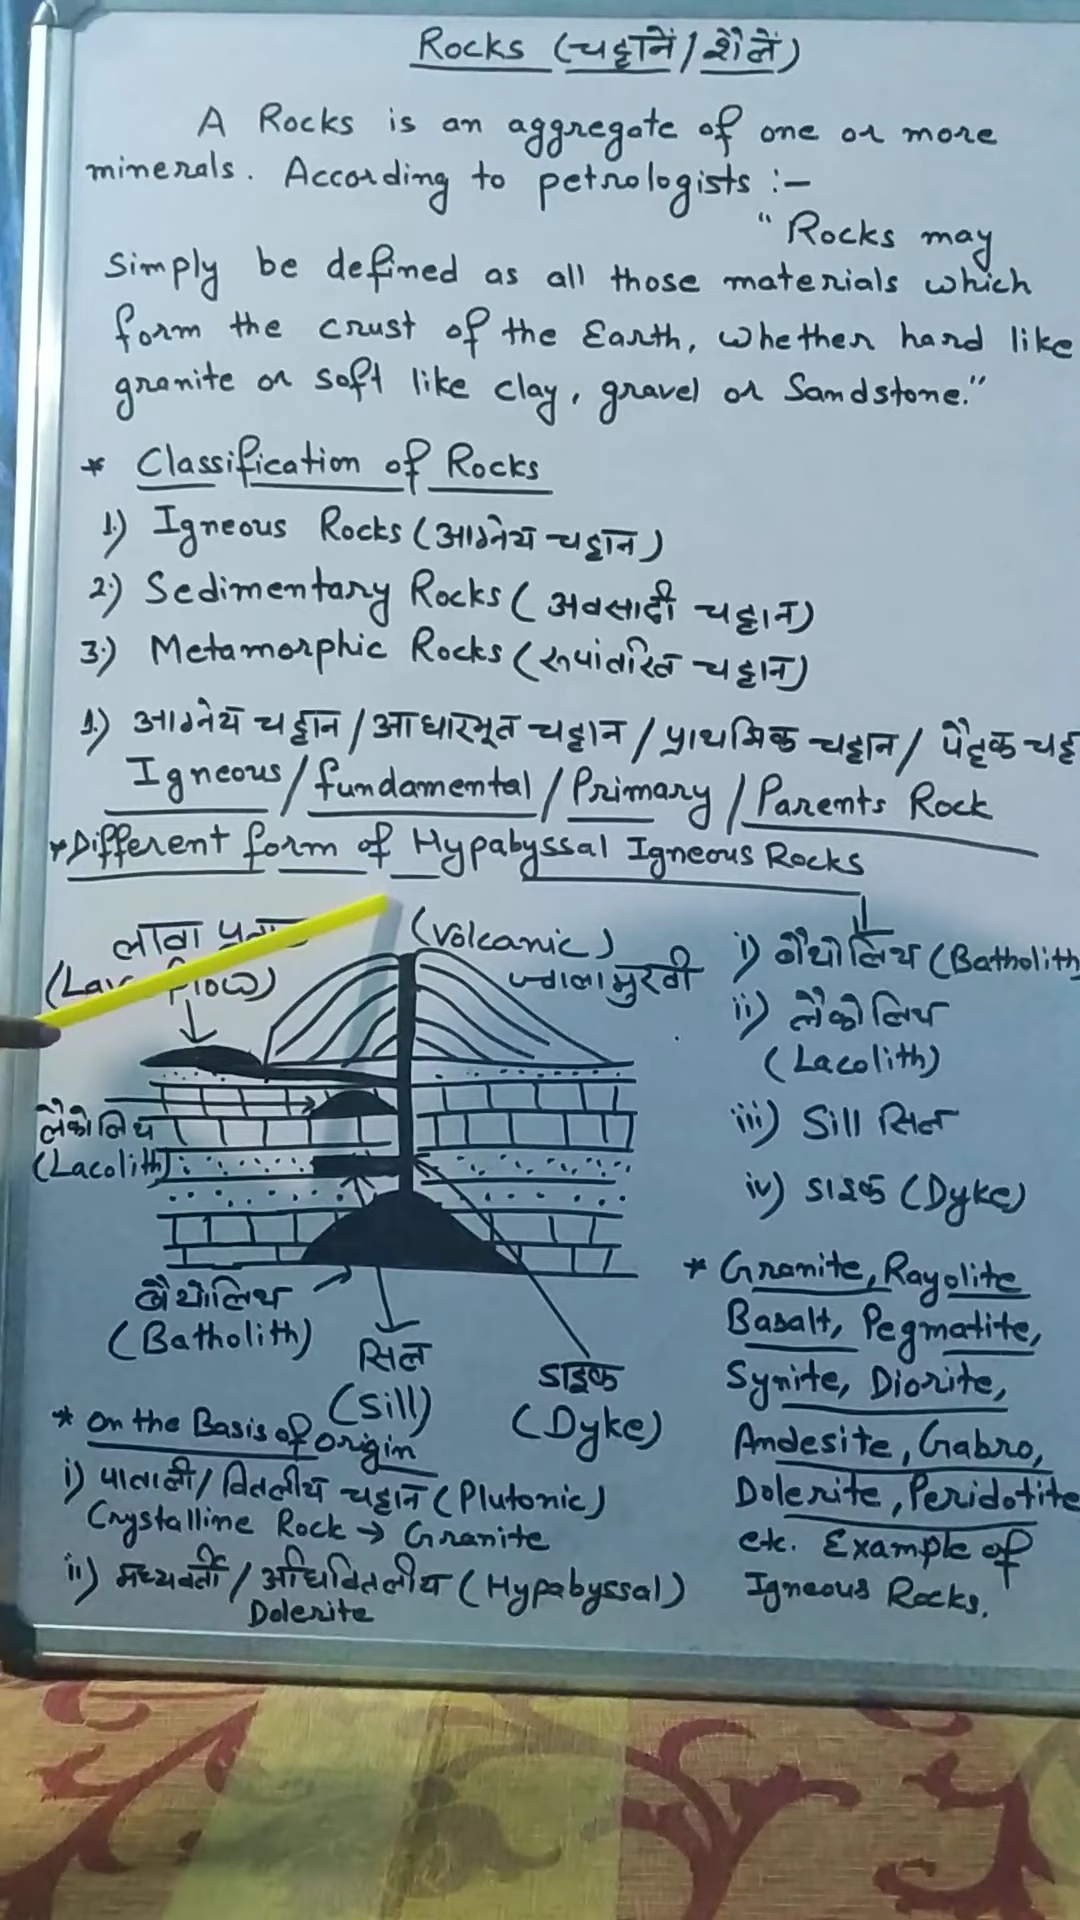 Rocks (चट्टानें/शैलें)
A Rocks is an aggregate of one or more
minerals. According to petrologists :-
"Rocks may
Simply be defined as all those materials which
form the crust of the Earth, whether hard like
granite or soft like clay, gravel or Sandstone."
* Classification of Rocks
1.) Igneous Rocks (आग्नेय चट्टान)
2.) Sedimentary Rocks (अवसादी चट्टान)
3.) Metamorphic Rocks (रूपांतरित चट्टान)
1.) आग्नेय चट्टान / आधारभूत चट्टान / प्राथमिक चट्टान / पैतृक चट्
Igneous / fundamental / Primary / Parents Rock
* Different form of Hypabyssal Igneous Rocks
लावा
(Volcanic)
ज्वालामुखी
(Lav flow)
लैकोलिथ
(Lacolith)
बैथोलिथ
(Batholith)
सिल
(Sill)
डाइक
(Dyke)
i) बैथोलिथ (Batholith
ii) लैकोलिथ
(Lacolith)
iii) Sill सिल
iv) डाइक (Dyke)
* Granite, Rayolite
Basalt, Pegmatite,
Synite, Diorite,
Andesite, Gabro,
Dolerite, Peridotite
etc. Example of
Igneous Rocks.
* On the Basis of Origin
i) पाताली / वितलीय चट्टान (Plutonic)
Crystalline Rock → Granite
ii) मध्यवर्ती / अधिवितलीय (Hypabyssal)
Dolerite